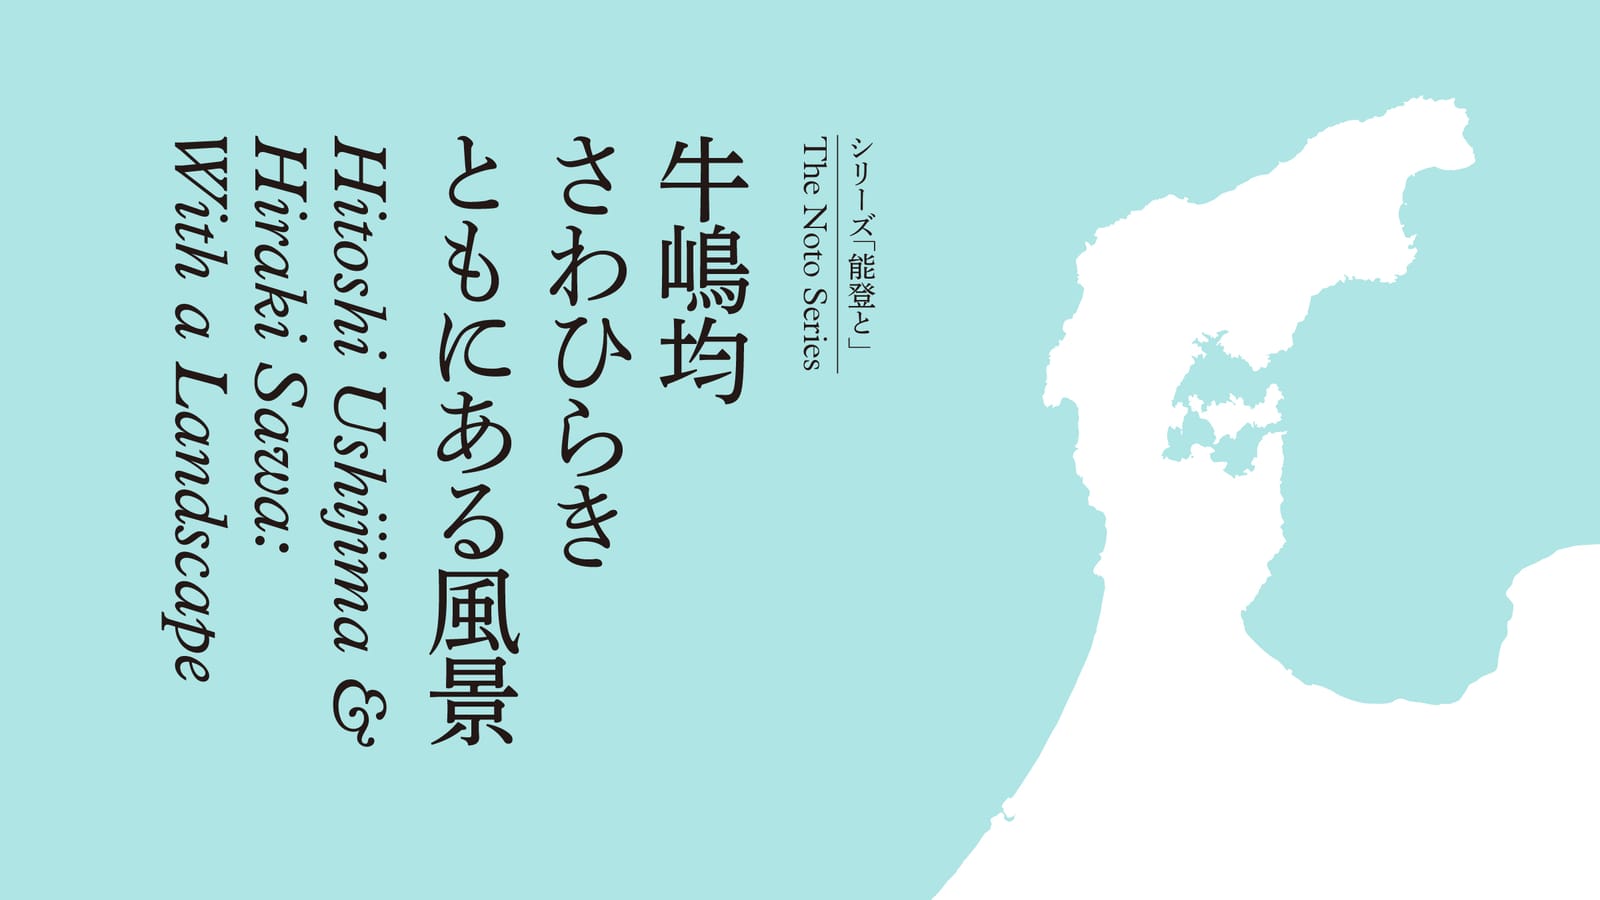 シリーズ「能登と」
The Noto Series
牛嶋均
さわひらき
ともにある風景
Hitoshi Ushijima &
Hiraki Sawa:
With a Landscape